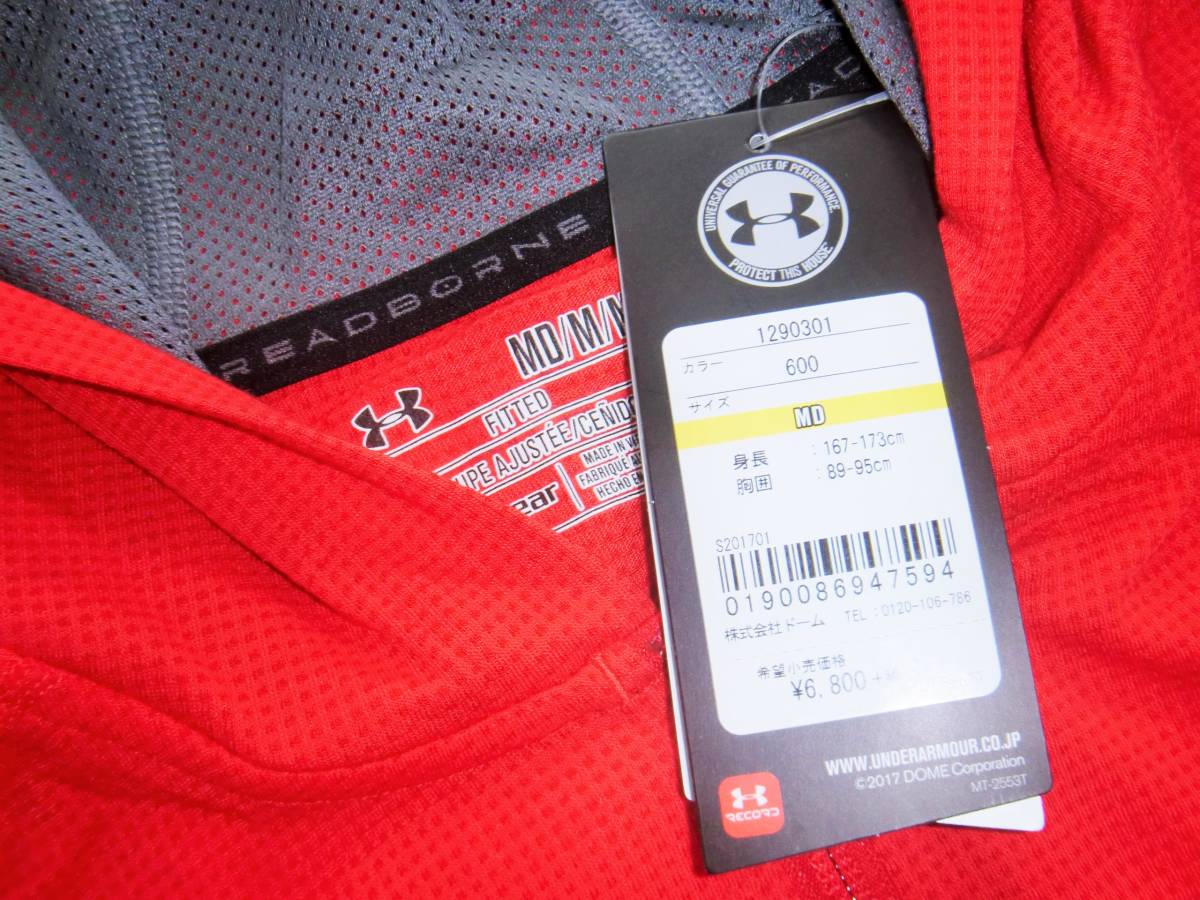 READBORNE
MD/M/M
FITTED
UPE AJUSTÉE/CEÑIDO
ear
MADE IN
FABRIQUÉ
HECHO EN
UNIVERSAL GUARANTEE OF PERFORMANCE
PROTECT THIS HOUSE
1290301
カラー 600
サイズ
MD
身長 : 167-173cm
胸囲 : 89-95cm
S201701
0190086947594
株式会社ドーム TEL:0120-106-786
希望小売価格
¥6,800
WWW.UNDERARMOUR.CO.JP
©2017 DOME Corporation
MT-2553T
RECORD